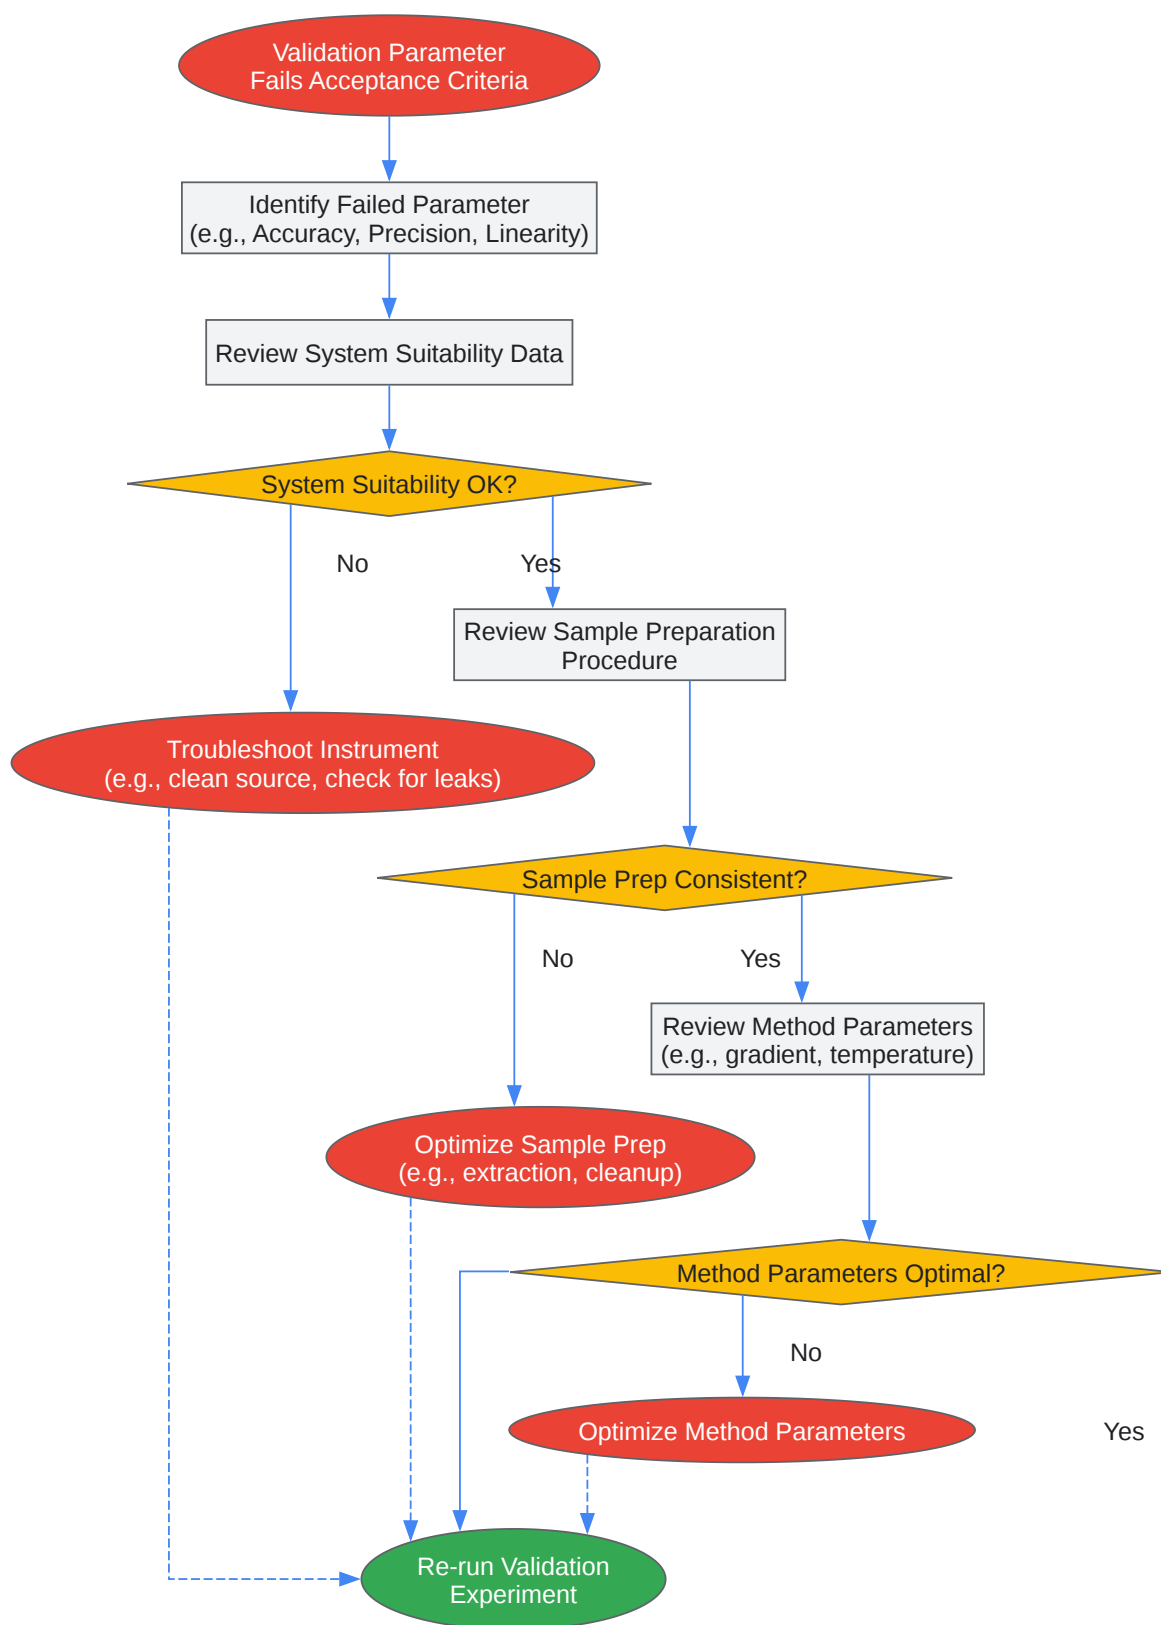 Validation Parameter
Fails Acceptance Criteria
Identify Failed Parameter
(e.g., Accuracy, Precision, Linearity)
Review System Suitability Data
System Suitability OK?
No
Yes
Review Sample Preparation
Procedure
Troubleshoot Instrument
(e.g., clean source, check for leaks)
Sample Prep Consistent?
No
Yes
Review Method Parameters
(e.g., gradient, temperature)
Optimize Sample Prep
(e.g., extraction, cleanup)
Method Parameters Optimal?
No
Optimize Method Parameters
Yes
Re-run Validation
Experiment